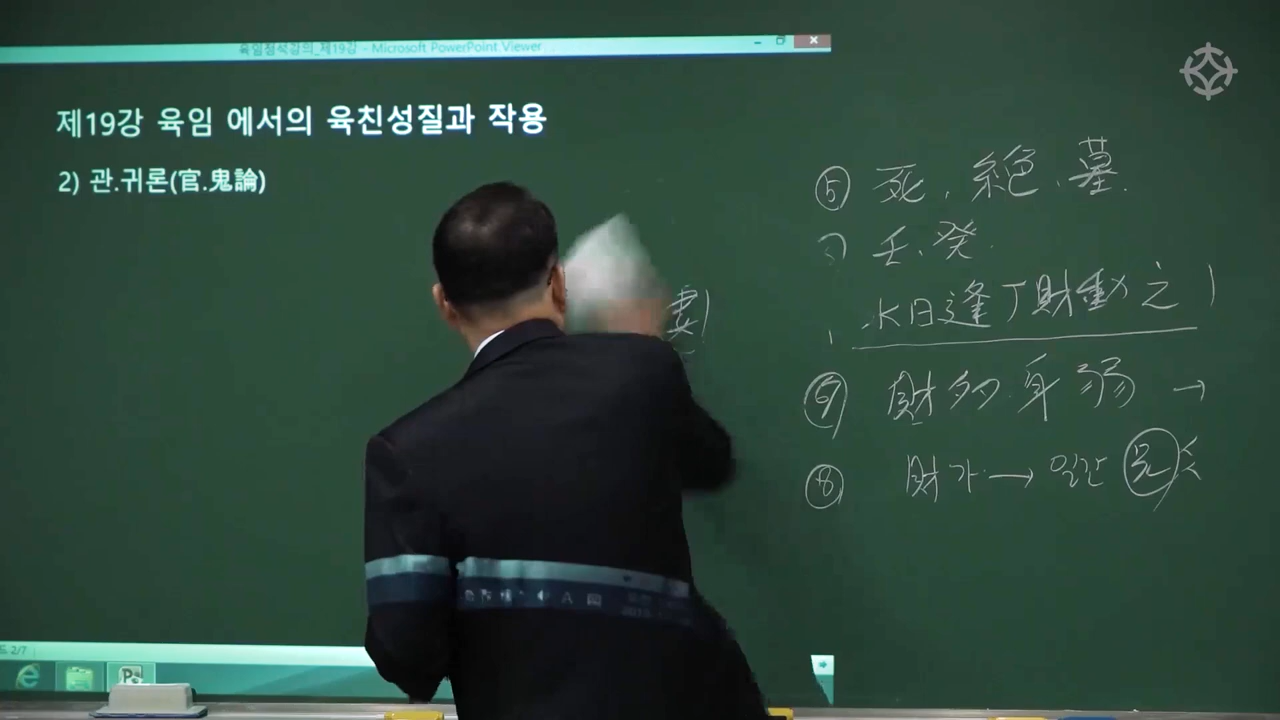 육임정석강의_제19강 - Microsoft PowerPoint Viewer
제19강 육임 에서의 육친성질과 작용
2) 관.귀론(官.鬼論)
⑤ 死, 絶, 墓.
壬, 癸.
水日逢丁財動之
財多身弱 →
⑧ 財가 → 일간
2/7